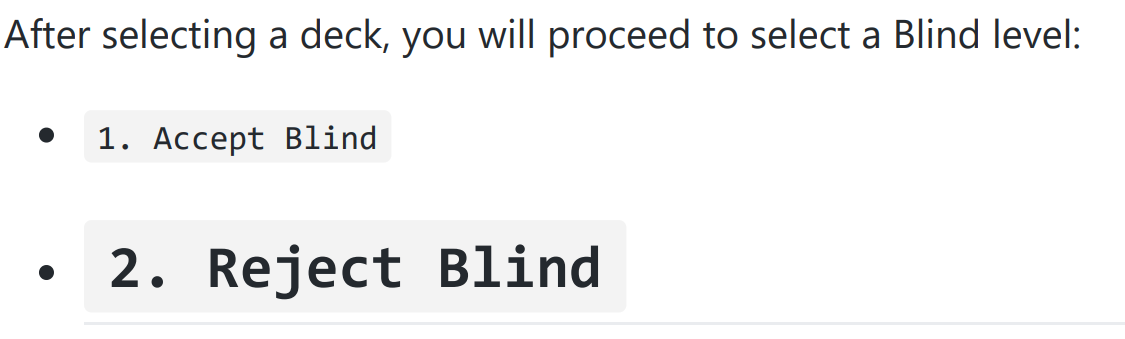 After selecting a deck, you will proceed to select a Blind level:
1. Accept Blind
2. Reject Blind